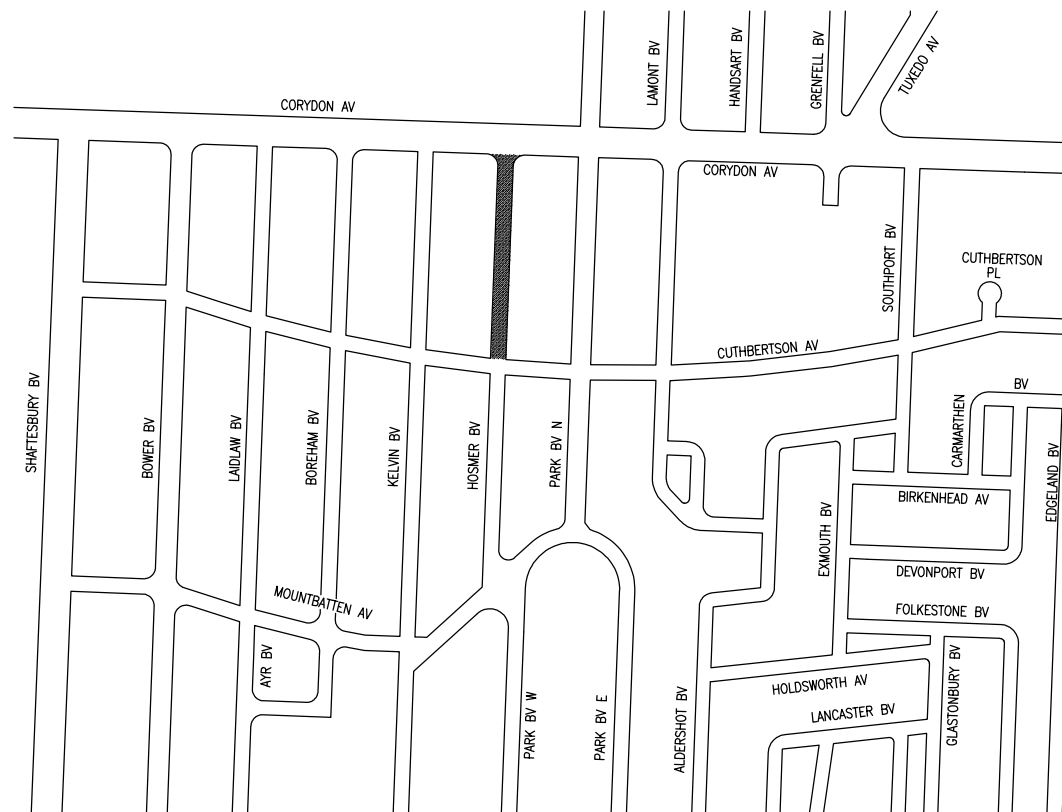 LAMONT BV
HANDSART BV
GRENFELL BV
TUXEDO AV
CORYDON AV
CORYDON AV
SOUTHPORT BV
CUTHBERTSON
PL
CUTHBERTSON AV
SHAFTESBURY BV
BOWER BV
LAIDLAW BV
BOREHAM BV
KELVIN BV
HOSMER BV
PARK BV N
CARMARTHEN
BV
EDGELAND BV
BIRKENHEAD AV
EXMOUTH BV
DEVONPORT BV
MOUNTBATTEN AV
FOLKESTONE BV
AYR BV
PARK BV W
PARK BV E
ALDERSHOT BV
HOLDSWORTH AV
GLASTONBURY BV
LANCASTER BV